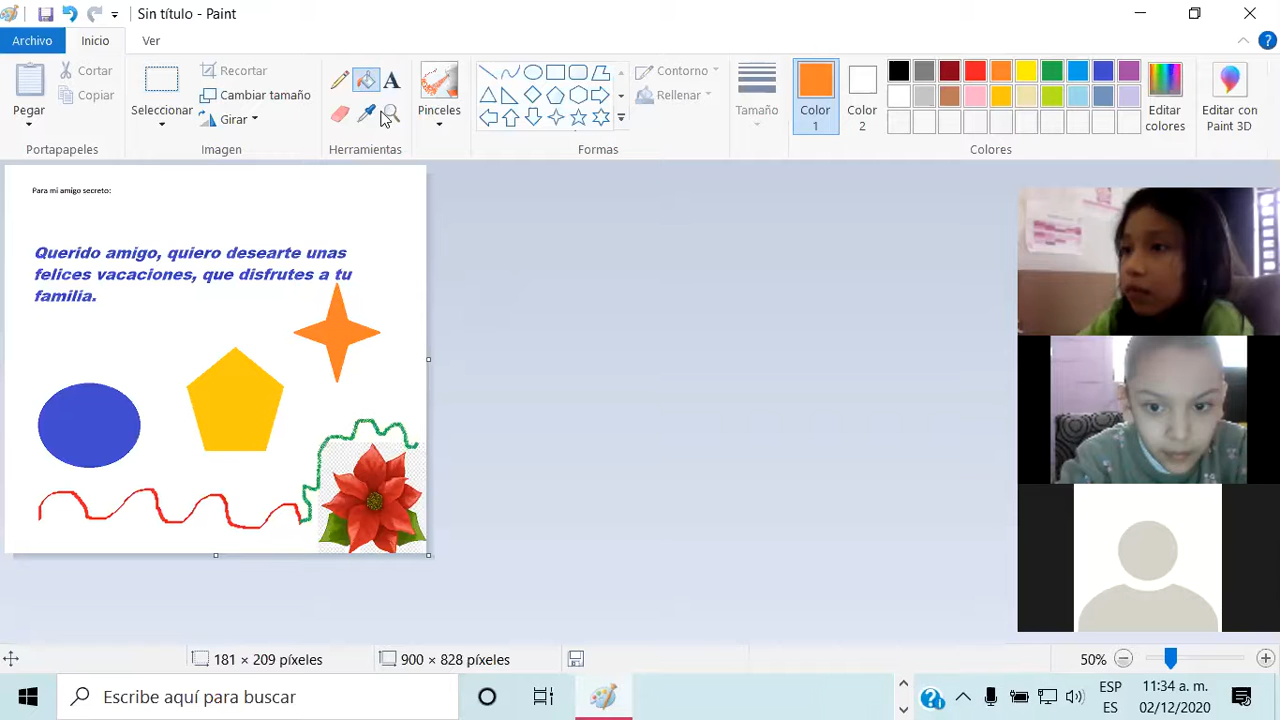 Sin título - Paint
Archivo Inicio Ver
Pegar
Cortar
Copiar
Portapapeles
Seleccionar
Recortar
Cambiar tamaño
Girar
Imagen
A
Herramientas
Pinceles
Contorno
Rellenar
Formas
Tamaño
Color 1
Color 2
Editar colores
Editar con Paint 3D
Colores
Para mi amigo secreto:
Querido amigo, quiero desearte unas
felices vacaciones, que disfrutes a tu
familia.
181 × 209 píxeles 900 × 828 píxeles 50%
Escribe aquí para buscar
ESP
ES
11:34 a. m.
02/12/2020